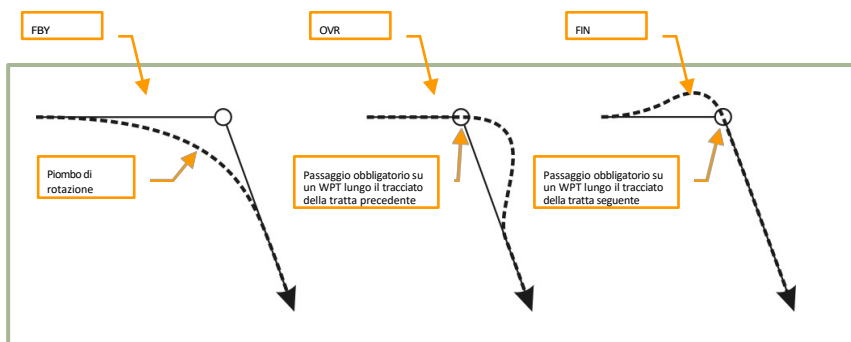 FBY
OVR
FIN
Piombo di
rotazione
Passaggio obbligatorio su
un WPT lungo il tracciato
della tratta precedente
Passaggio obbligatorio su
un WPT lungo il tracciato
della tratta seguente